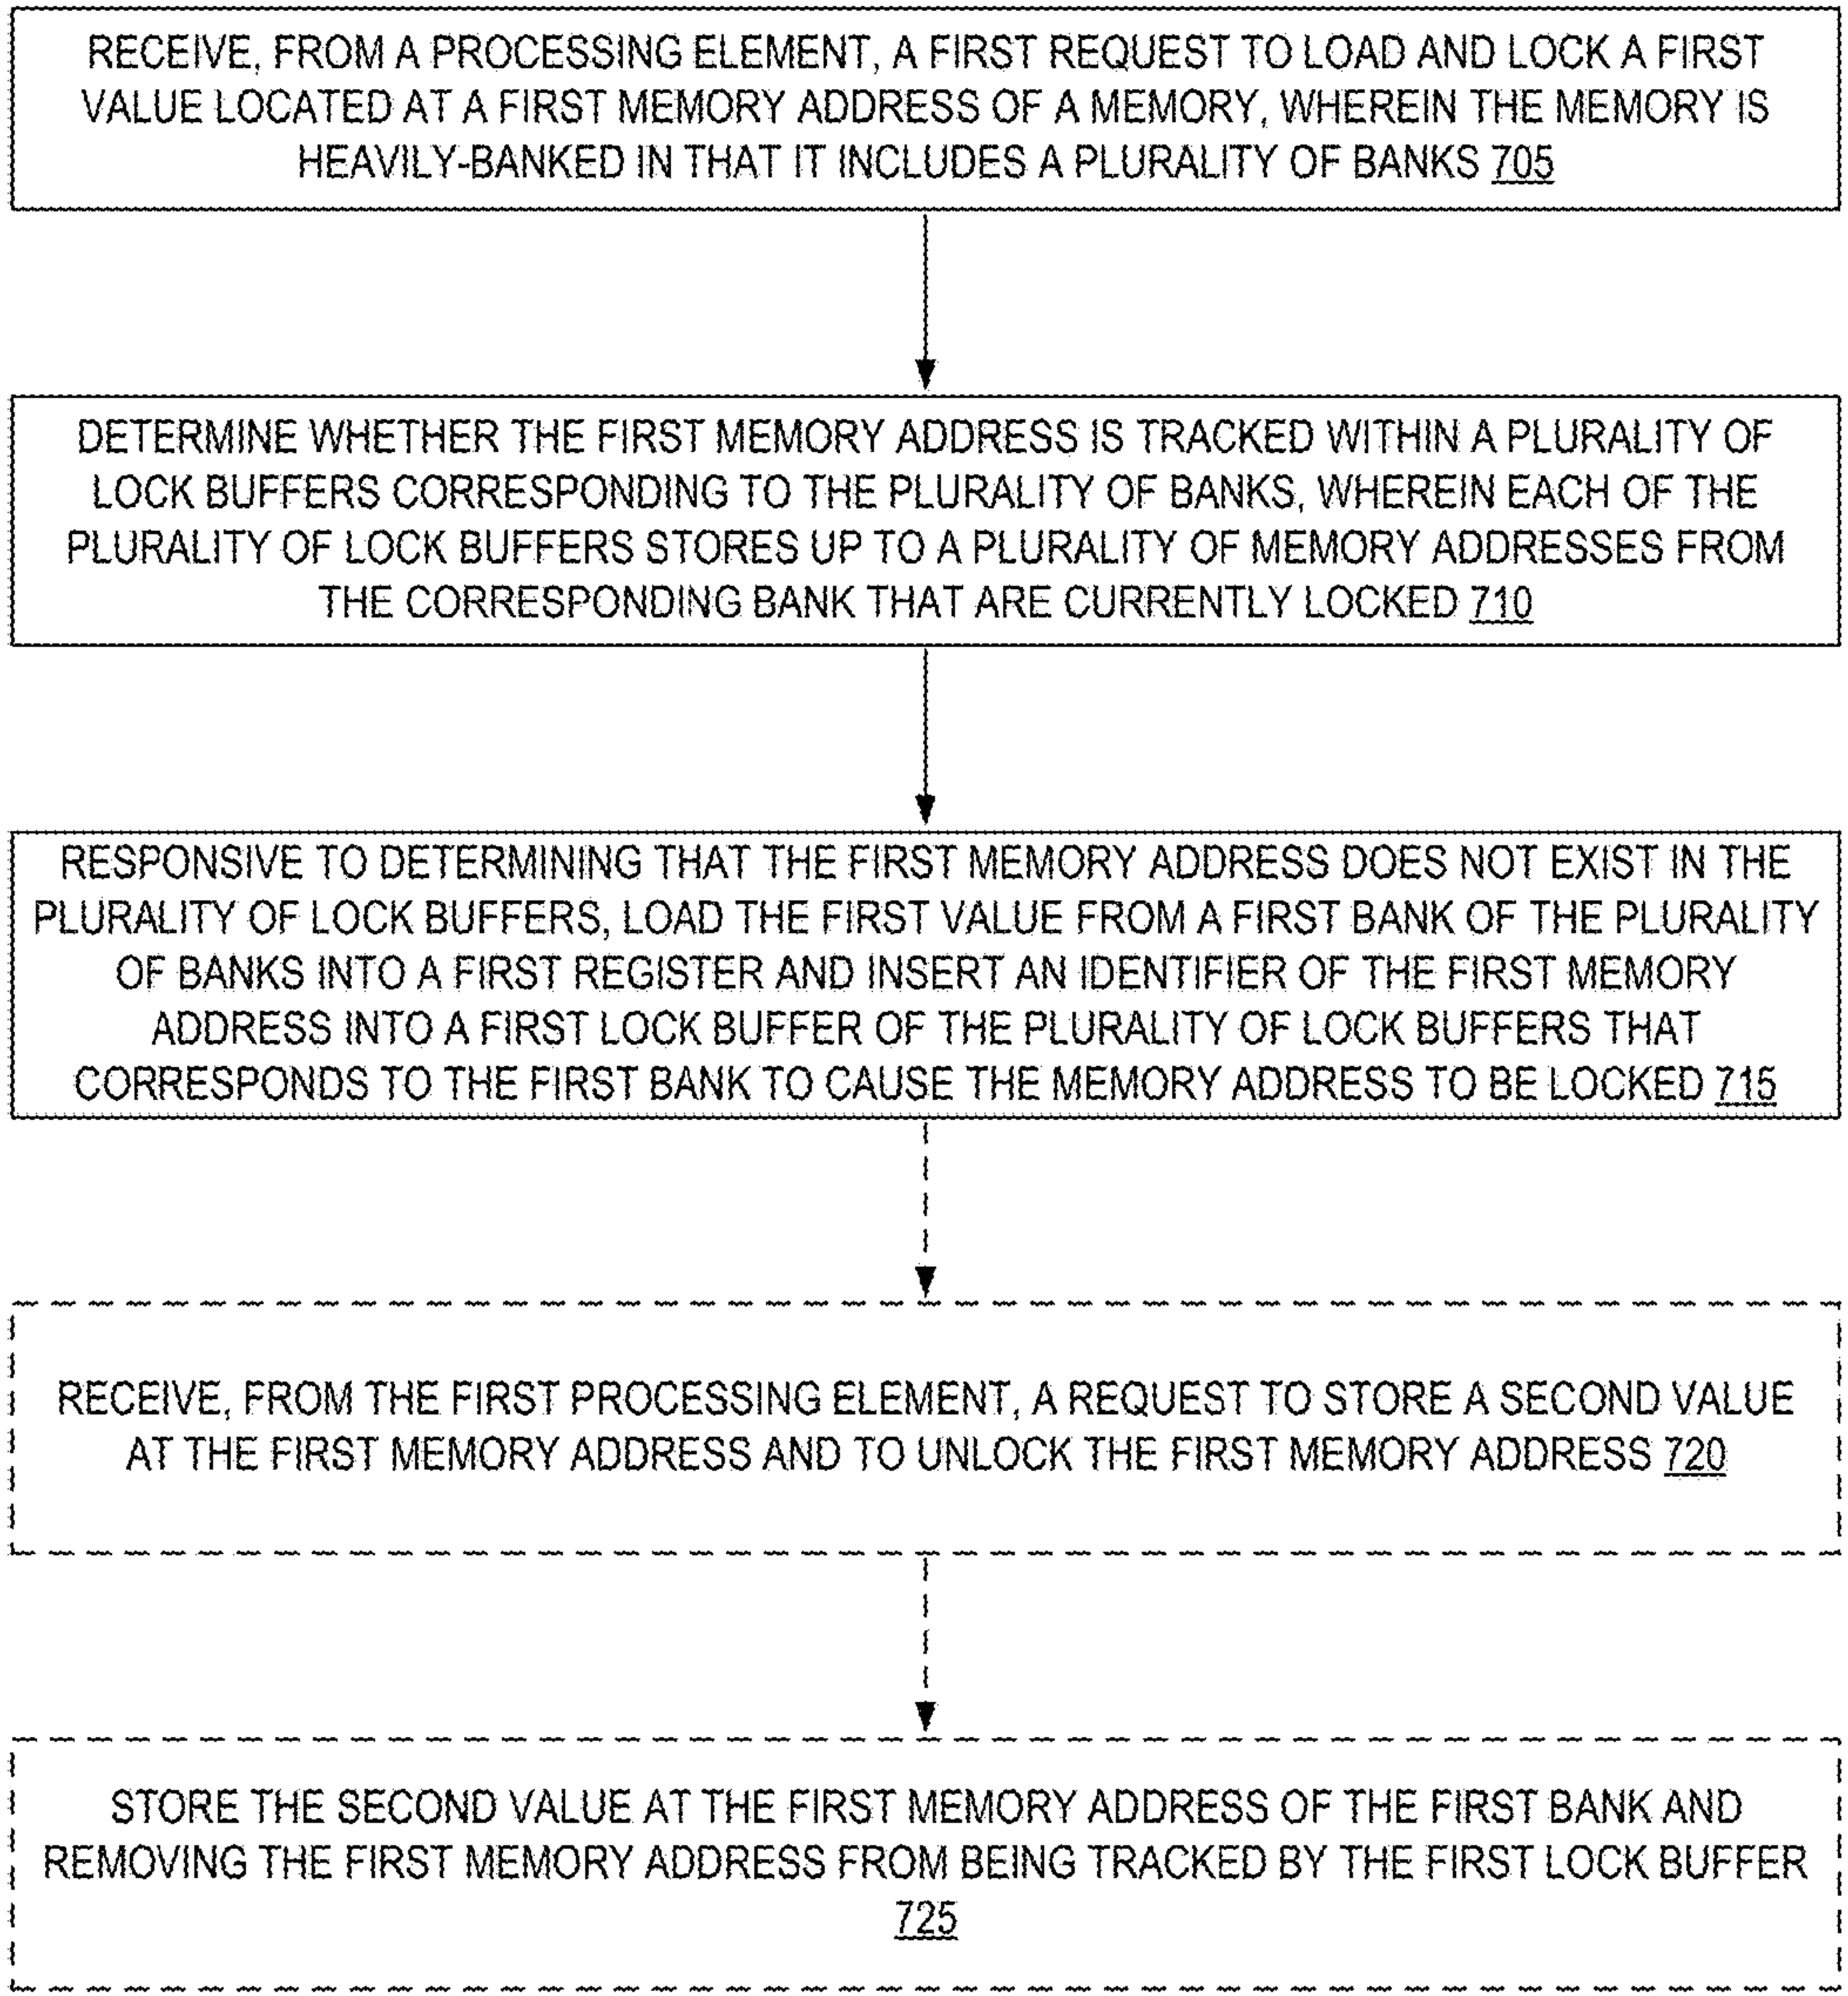 RECEIVE, FROM A PROCESSING ELEMENT, A FIRST REQUEST TO LOAD AND LOCK A FIRST
VALUE LOCATED AT A FIRST MEMORY ADDRESS OF A MEMORY, WHEREIN THE MEMORY IS
HEAVILY-BANKED IN THAT IT INCLUDES A PLURALITY OF BANKS 705
DETERMINE WHETHER THE FIRST MEMORY ADDRESS IS TRACKED WITHIN A PLURALITY OF
LOCK BUFFERS CORRESPONDING TO THE PLURALITY OF BANKS, WHEREIN EACH OF THE
PLURALITY OF LOCK BUFFERS STORES UP TO A PLURALITY OF MEMORY ADDRESSES FROM
THE CORRESPONDING BANK THAT ARE CURRENTLY LOCKED 710
RESPONSIVE TO DETERMINING THAT THE FIRST MEMORY ADDRESS DOES NOT EXIST IN THE
PLURALITY OF LOCK BUFFERS, LOAD THE FIRST VALUE FROM A FIRST BANK OF THE PLURALITY
OF BANKS INTO A FIRST REGISTER AND INSERT AN IDENTIFIER OF THE FIRST MEMORY
ADDRESS INTO A FIRST LOCK BUFFER OF THE PLURALITY OF LOCK BUFFERS THAT
CORRESPONDS TO THE FIRST BANK TO CAUSE THE MEMORY ADDRESS TO BE LOCKED 715
RECEIVE, FROM THE FIRST PROCESSING ELEMENT, A REQUEST TO STORE A SECOND VALUE
AT THE FIRST MEMORY ADDRESS AND TO UNLOCK THE FIRST MEMORY ADDRESS 720
STORE THE SECOND VALUE AT THE FIRST MEMORY ADDRESS OF THE FIRST BANK AND
REMOVING THE FIRST MEMORY ADDRESS FROM BEING TRACKED BY THE FIRST LOCK BUFFER
725